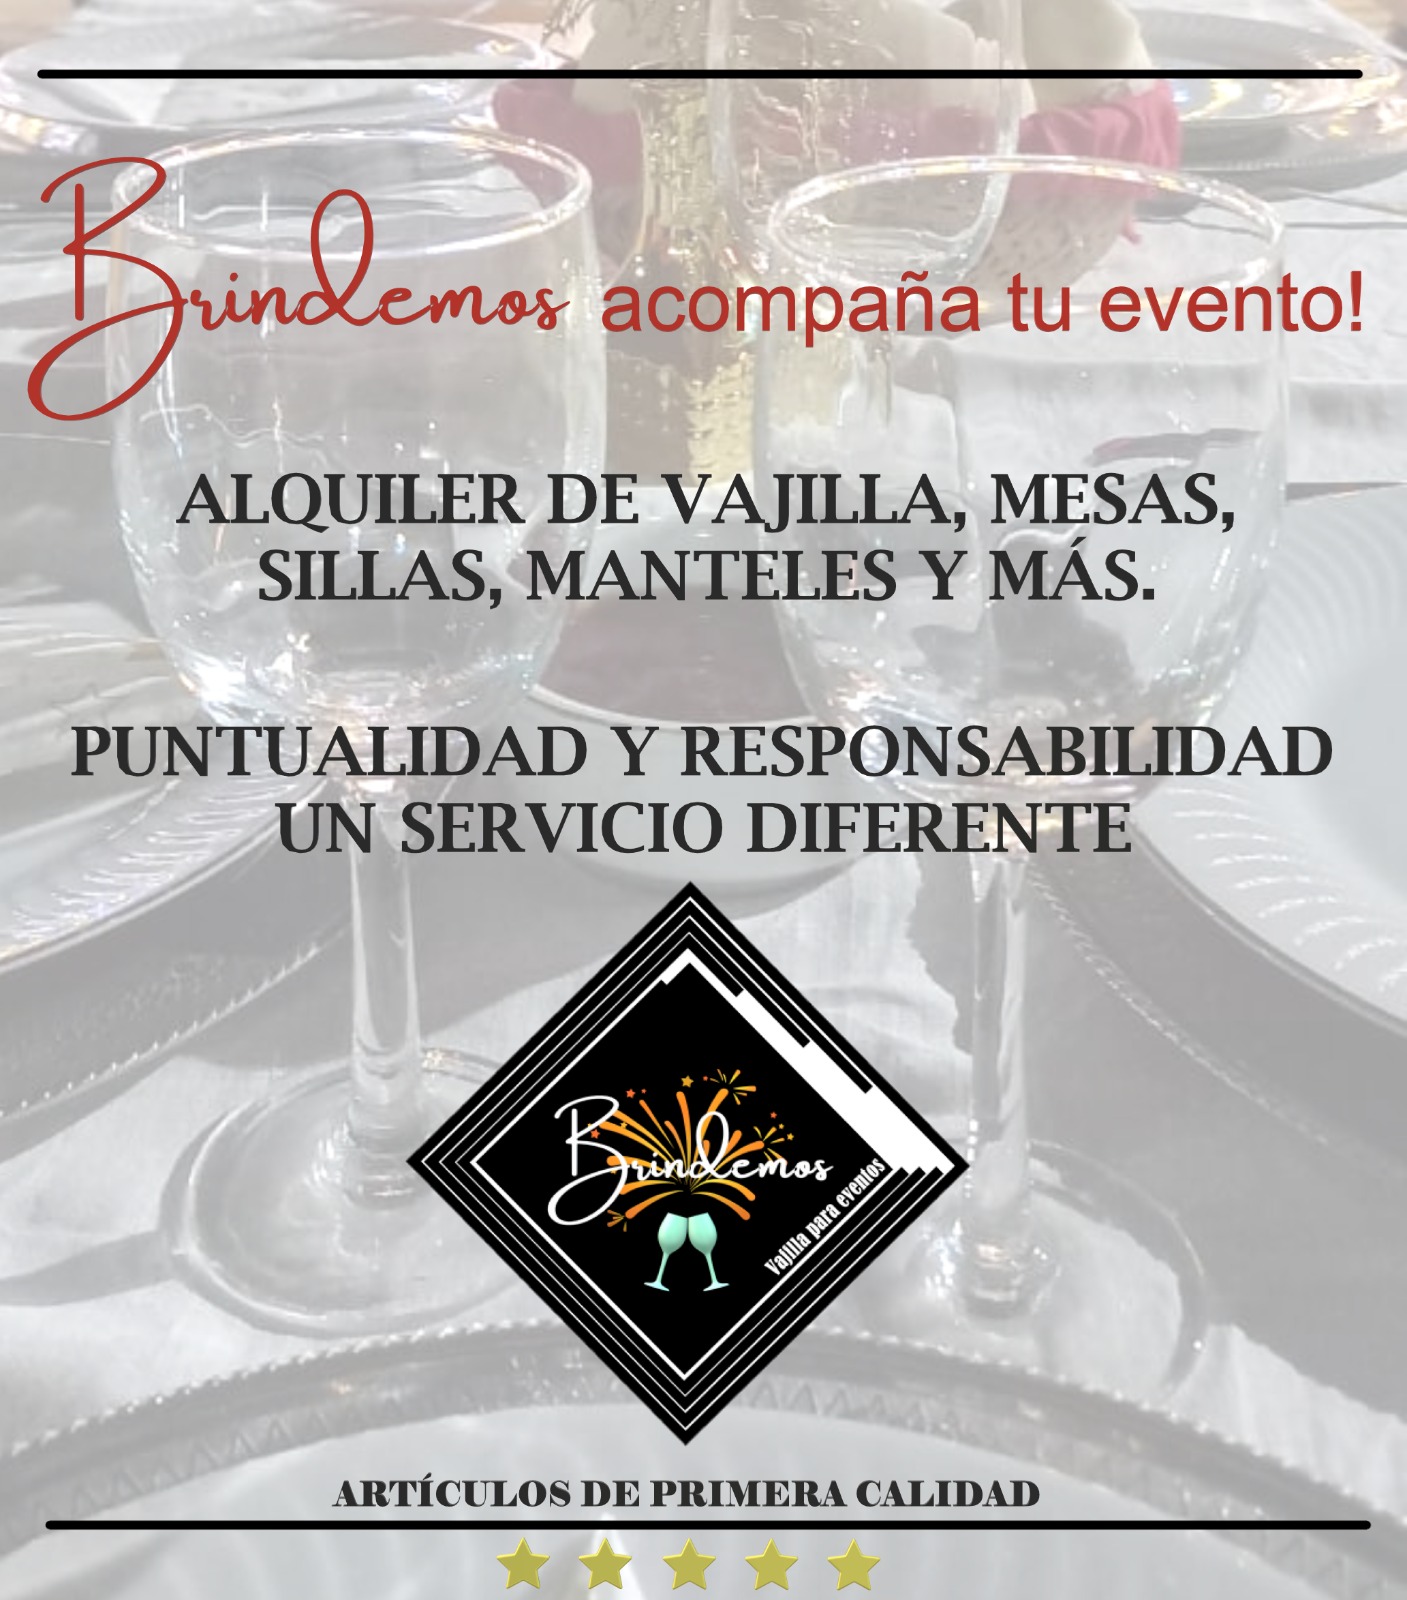 Brindemos acompaña tu evento!
ALQUILER DE VAJILLA, MESAS,
SILLAS, MANTELES Y MÁS.
PUNTUALIDAD Y RESPONSABILIDAD
UN SERVICIO DIFERENTE
Brindemos
Vajilla para eventos
ARTÍCULOS DE PRIMERA CALIDAD